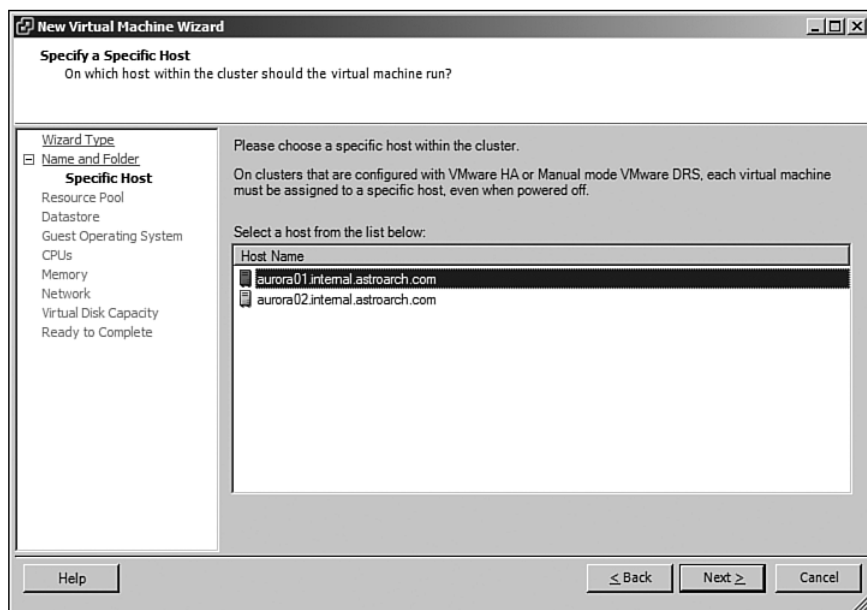 New Virtual Machine Wizard
Specify a Specific Host
On which host within the cluster should the virtual machine run?
Wizard Type
Name and Folder
Specific Host
Resource Pool
Datastore
Guest Operating System
CPUs
Memory
Network
Virtual Disk Capacity
Ready to Complete
Please choose a specific host within the cluster.
On clusters that are configured with VMware HA or Manual mode VMware DRS, each virtual machine
must be assigned to a specific host, even when powered off.
Select a host from the list below:
Host Name
aurora01.internal.astroarch.com
aurora02.internal.astroarch.com
Help
< Back
Next >
Cancel